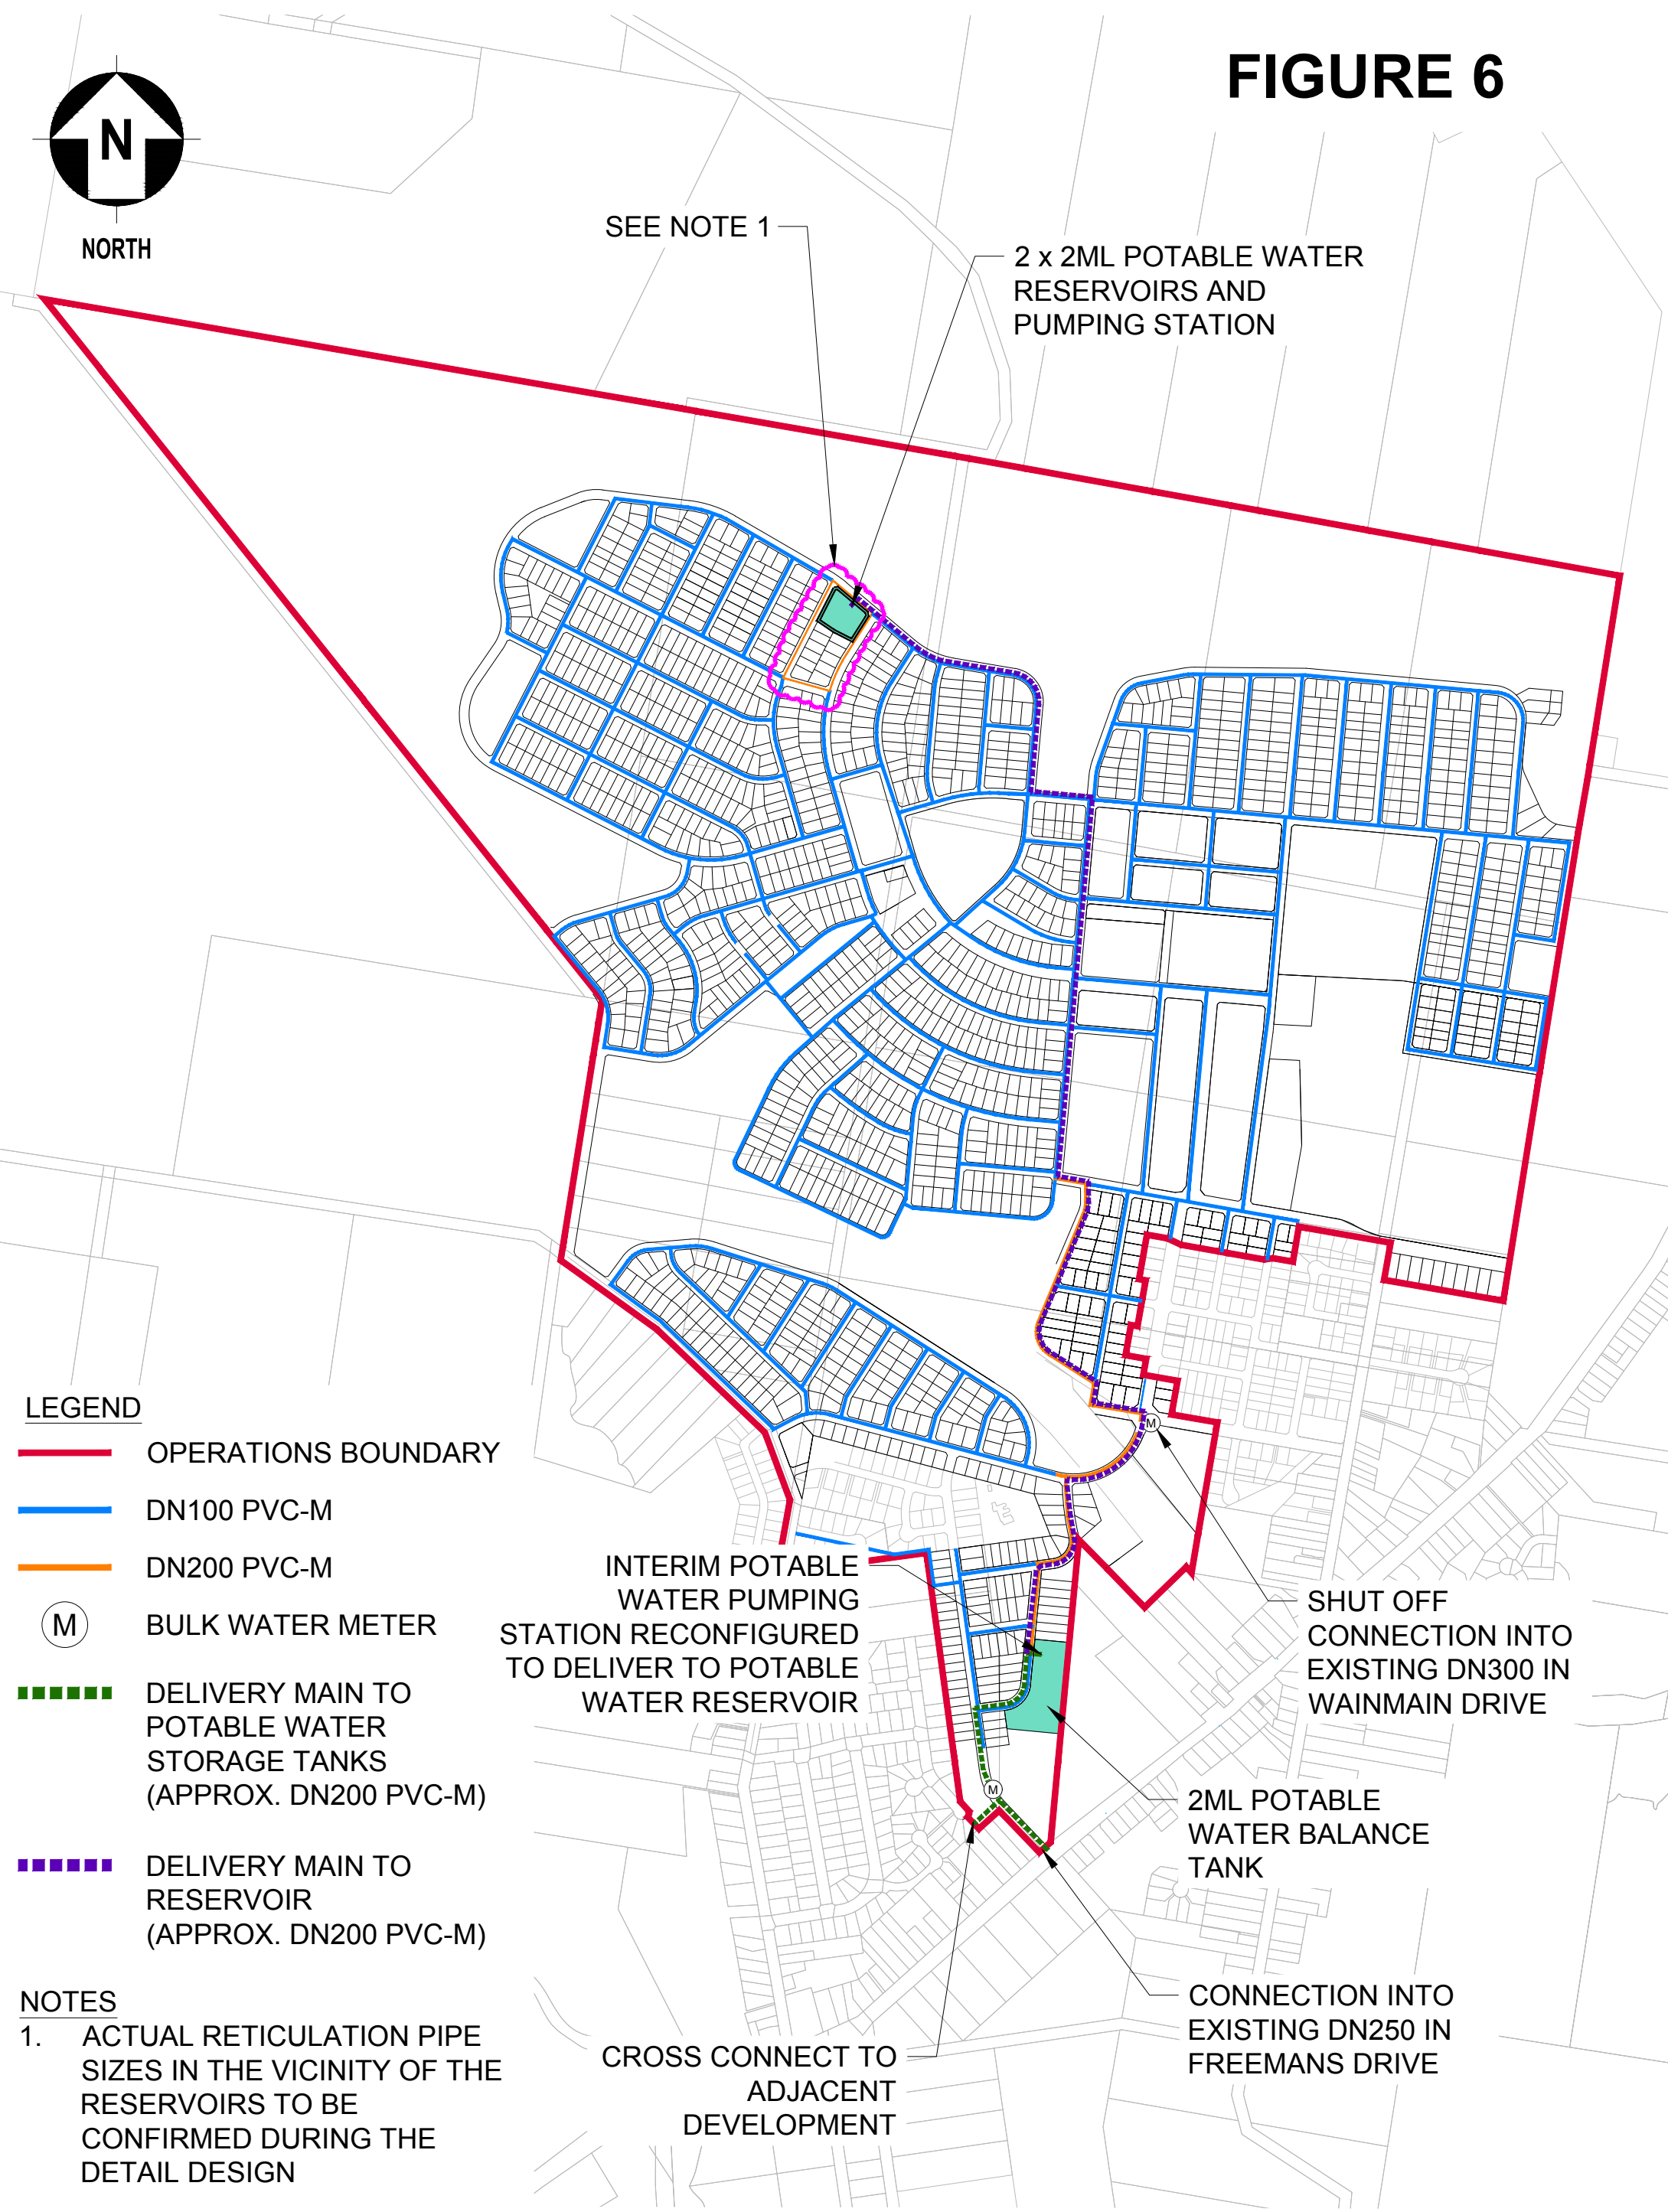 FIGURE 6
N
NORTH
SEE NOTE 1
2 x 2ML POTABLE WATER
RESERVOIRS AND
PUMPING STATION
M
INTERIM POTABLE
WATER PUMPING
STATION RECONFIGURED
TO DELIVER TO POTABLE
WATER RESERVOIR
SHUT OFF
CONNECTION INTO
EXISTING DN300 IN
WAINMAIN DRIVE
M
2ML POTABLE
WATER BALANCE
TANK
CONNECTION INTO
EXISTING DN250 IN
FREEMANS DRIVE
CROSS CONNECT TO
ADJACENT
DEVELOPMENT
LEGEND
OPERATIONS BOUNDARY
DN100 PVC-M
DN200 PVC-M
M BULK WATER METER
DELIVERY MAIN TO
POTABLE WATER
STORAGE TANKS
(APPROX. DN200 PVC-M)
DELIVERY MAIN TO
RESERVOIR
(APPROX. DN200 PVC-M)
NOTES
1. ACTUAL RETICULATION PIPE
SIZES IN THE VICINITY OF THE
RESERVOIRS TO BE
CONFIRMED DURING THE
DETAIL DESIGN